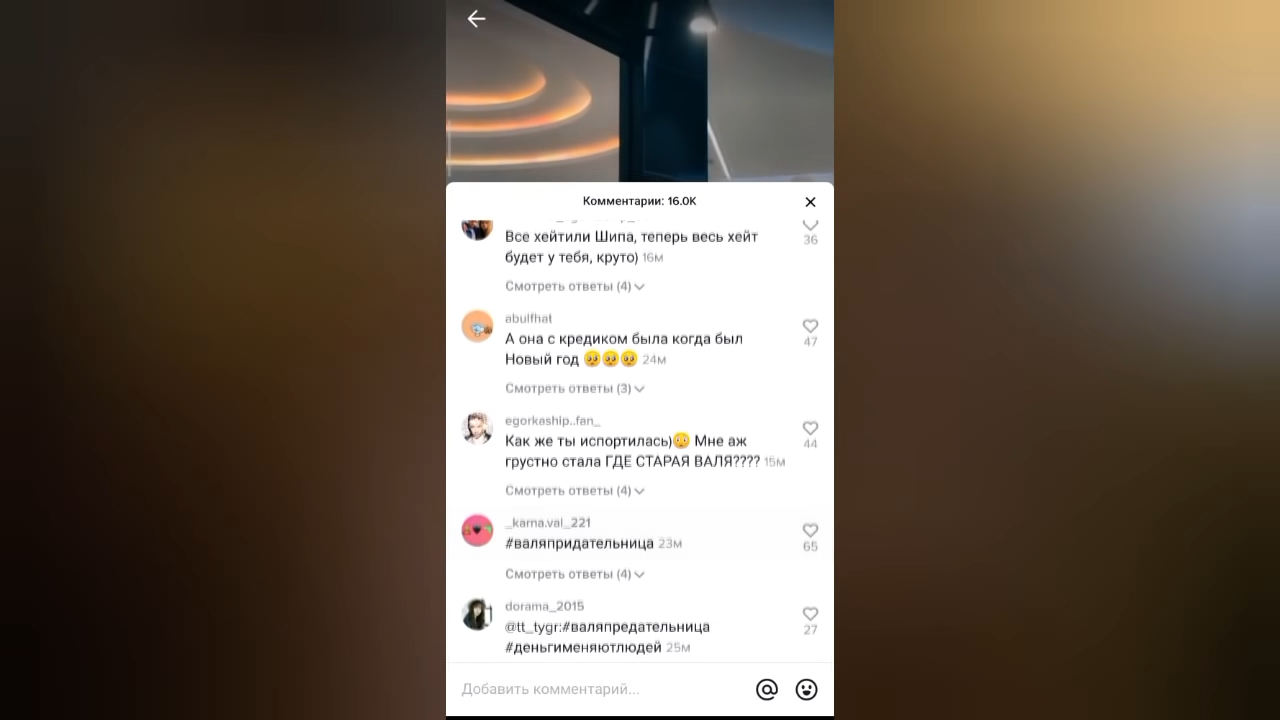 Комментарии: 16.0K
Все хейтили Шипа, теперь весь хейт
будет у тебя, круто) 16м
36
Смотреть ответы (4)
abulfhat
А она с кредиком была когда был
Новый год 🥺🥺🥺 24м
47
Смотреть ответы (3)
egorkaship..fan_
Как же ты испортилась)😳 Мне аж
грустно стала ГДЕ СТАРАЯ ВАЛЯ???? 15м
44
Смотреть ответы (4)
_karna.val_221
#валяпридательница 23м
65
Смотреть ответы (4)
dorama_2015
@tt_tygr:#валяпредательница
#деньгименяютлюдей 25м
27
Добавить комментарий...